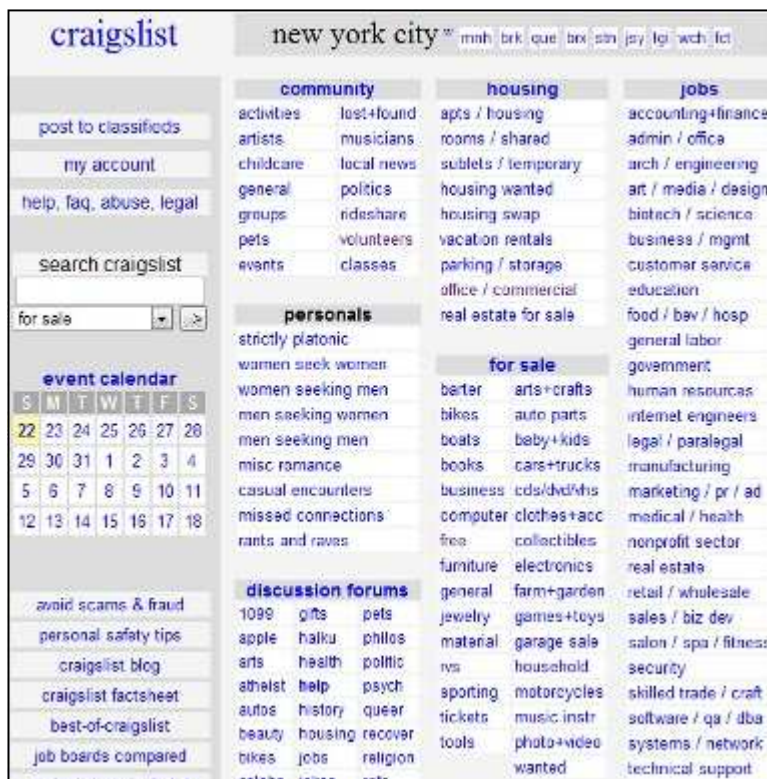 craigslist
post to classifieds
my account
help, faq, abuse, legal
search craigslist
for sale
->
event calendar
S M T W T F S
22 23 24 25 26 27 28
29 30 31 1 2 3 4
5 6 7 8 9 10 11
12 13 14 15 16 17 18
avoid scams & fraud
personal safety tips
craigslist blog
craigslist factsheet
best-of-craigslist
job boards compared
new york city w mnh brk que brx stn jsy lgi wch fct
community
activities lost+found
artists musicians
childcare local news
general politics
groups rideshare
pets volunteers
events classes
personals
strictly platonic
women seek women
women seeking men
men seeking women
men seeking men
misc romance
casual encounters
missed connections
rants and raves
discussion forums
1099 gifts pets
apple haiku philos
arts health politic
atheist help psych
autos history queer
beauty housing recover
bikes jobs religion
housing
apts / housing
rooms / shared
sublets / temporary
housing wanted
housing swap
vacation rentals
parking / storage
office / commercial
real estate for sale
for sale
barter arts+crafts
bikes auto parts
boats baby+kids
books cars+trucks
business cds/dvd/vhs
computer clothes+acc
free collectibles
furniture electronics
general farm+garden
jewelry games+toys
material garage sale
rvs household
sporting motorcycles
tickets music instr
tools photo+video
wanted
jobs
accounting+finance
admin / office
arch / engineering
art / media / design
biotech / science
business / mgmt
customer service
education
food / bev / hosp
general labor
government
human resources
internet engineers
legal / paralegal
manufacturing
marketing / pr / ad
medical / health
nonprofit sector
real estate
retail / wholesale
sales / biz dev
salon / spa / fitness
security
skilled trade / craft
software / qa / dba
systems / network
technical support